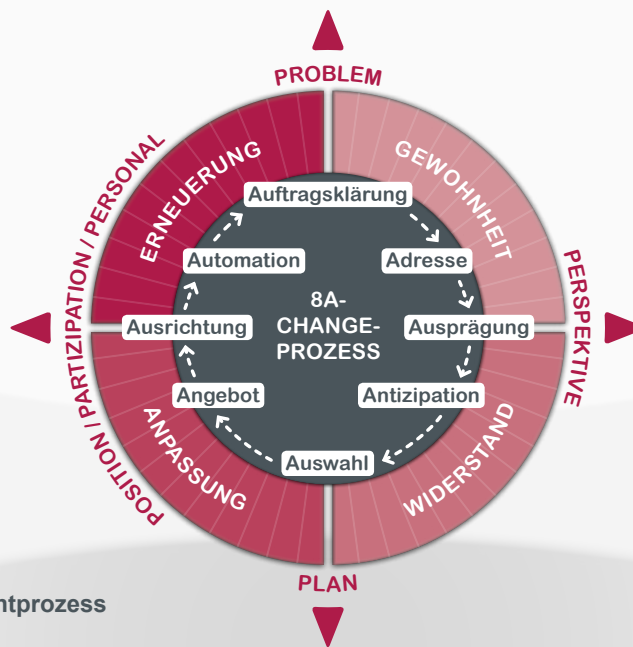 PROBLEM
ERNEUERUNG
GEWOHNHEIT
POSITION / PARTIZIPATION / PERSONAL
PERSPEKTIVE
Auftragsklärung
Automation
Adresse
8A-
CHANGE-
PROZESS
Ausrichtung
Ausprägung
Angebot
Antizipation
Auswahl
ANPASSUNG
WIDERSTAND
PLAN
ntprozess